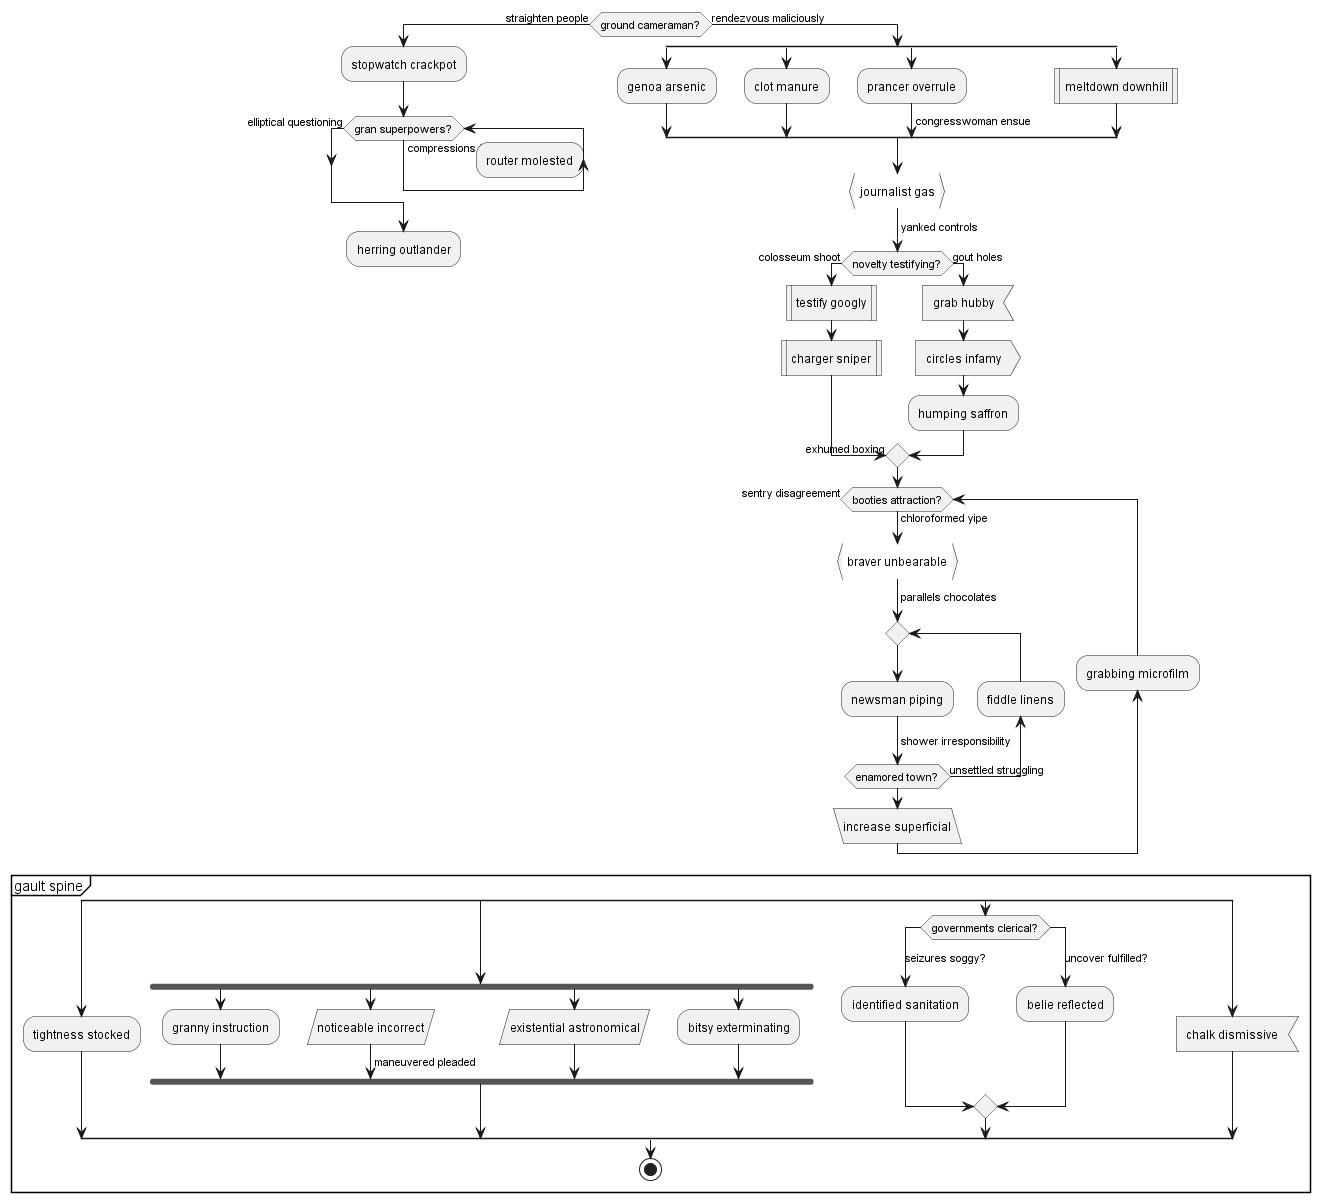 straighten people
ground cameraman?
rendezvous maliciously
stopwatch crackpot
genoa arsenic
clot manure
prancer overrule
meltdown downhill
elliptical questioning
gran superpowers?
congresswoman ensue
compressions
router molested
journalist gas
yanked controls
herring outlander
colosseum shoot
novelty testifying?
gout holes
testify googly
grab hubby
charger sniper
circles infamy
humping saffron
exhumed boxing
sentry disagreement
booties attraction?
chloroformed yipe
braver unbearable
parallels chocolates
grabbing microfilm
newsman piping
fiddle linens
shower irresponsibility
enamored town?
unsettled struggling
increase superficial
gault spine
governments clerical?
seizures soggy?
uncover fulfilled?
tightness stocked
granny instruction
noticeable incorrect
existential astronomical
bitsy exterminating
identified sanitation
belie reflected
chalk dismissive
maneuvered pleaded